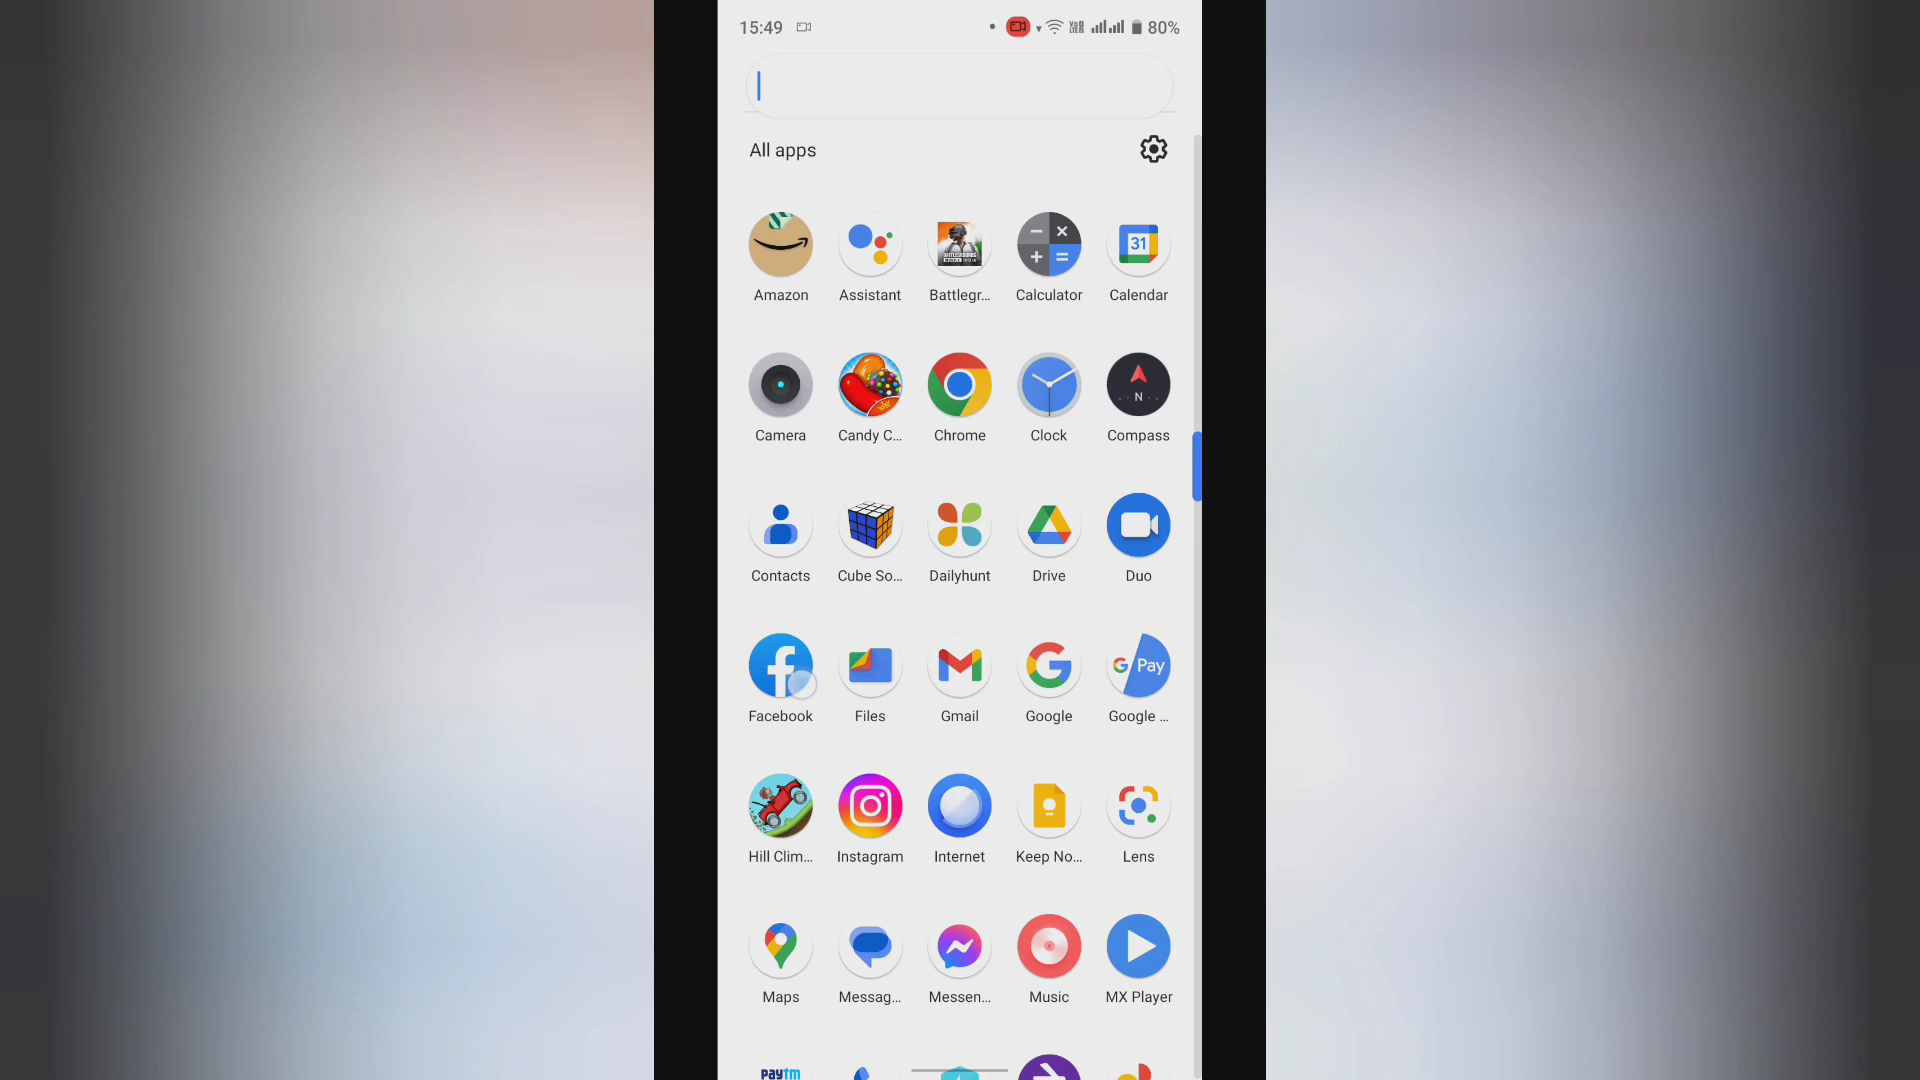 15:49 80%
All apps
31
Amazon Assistant Battlegr... Calculator Calendar
N
Camera Candy C... Chrome Clock Compass
Contacts Cube So... Dailyhunt Drive Duo
G Pay
Facebook Files Gmail Google Google ...
Hill Clim... Instagram Internet Keep No... Lens
Maps Messag... Messen... Music MX Player
paytm